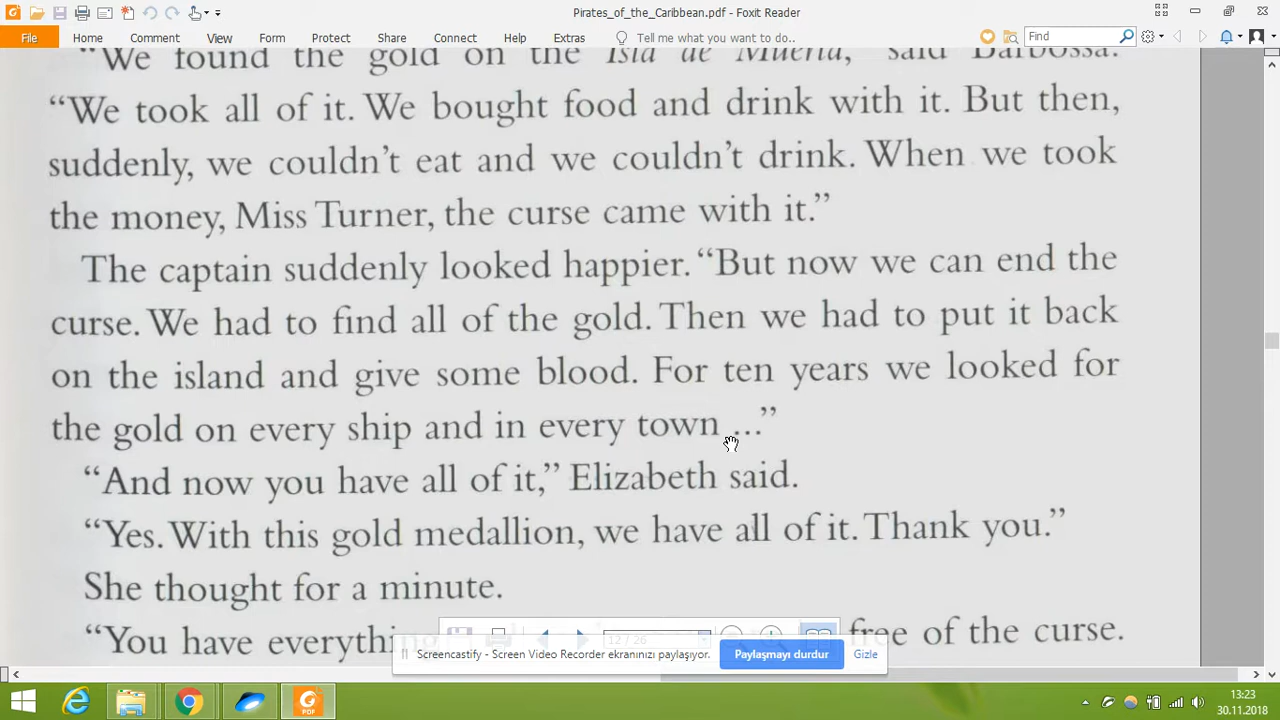 Pirates_of_the_Caribbean.pdf - Foxit Reader
File Home Comment View Form Protect Share Connect Help Extras Tell me what you want to do.. Find
“We found the gold on the Isla de Muerta,” said Barbossa.
“We took all of it. We bought food and drink with it. But then,
suddenly, we couldn’t eat and we couldn’t drink. When we took
the money, Miss Turner, the curse came with it.”
The captain suddenly looked happier. “But now we can end the
curse. We had to find all of the gold. Then we had to put it back
on the island and give some blood. For ten years we looked for
the gold on every ship and in every town ...”
“And now you have all of it,” Elizabeth said.
“Yes. With this gold medallion, we have all of it. Thank you.”
She thought for a minute.
12 / 26
“You have everythi free of the curse.
Screencastify - Screen Video Recorder ekranınızı paylaşıyor. Paylaşmayı durdur Gizle
PDF
13:23
30.11.2018